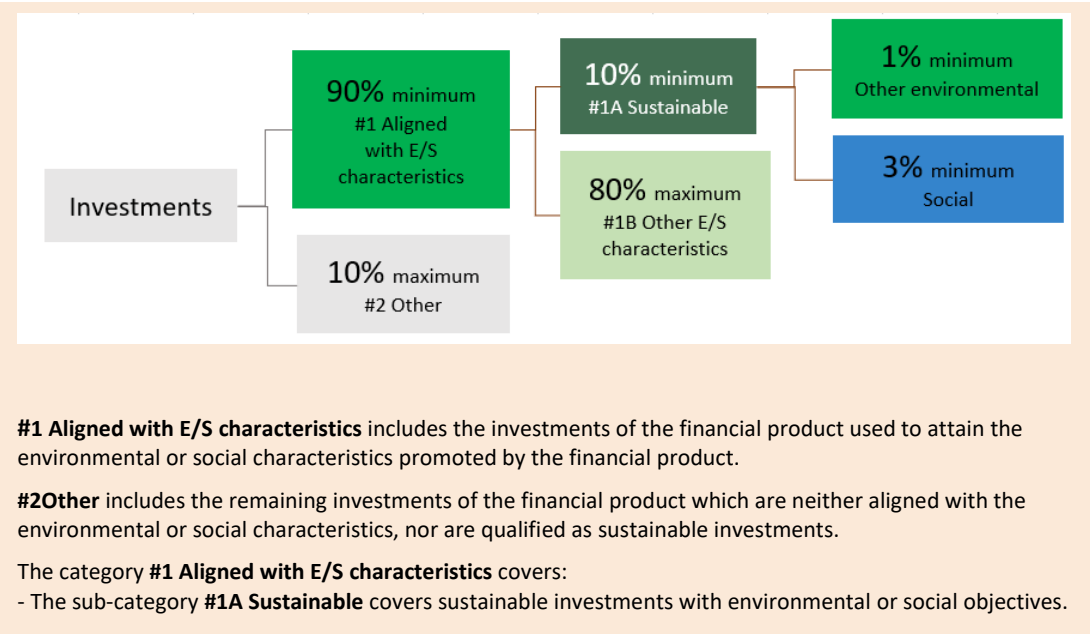 Investments
90% minimum
#1 Aligned
with E/S
characteristics
10% maximum
#2 Other
10% minimum
#1A Sustainable
80% maximum
#1B Other E/S
characteristics
1% minimum
Other environmental
3% minimum
Social
#1 Aligned with E/S characteristics includes the investments of the financial product used to attain the
environmental or social characteristics promoted by the financial product.
#2Other includes the remaining investments of the financial product which are neither aligned with the
environmental or social characteristics, nor are qualified as sustainable investments.
The category #1 Aligned with E/S characteristics covers:
- The sub-category #1A Sustainable covers sustainable investments with environmental or social objectives.